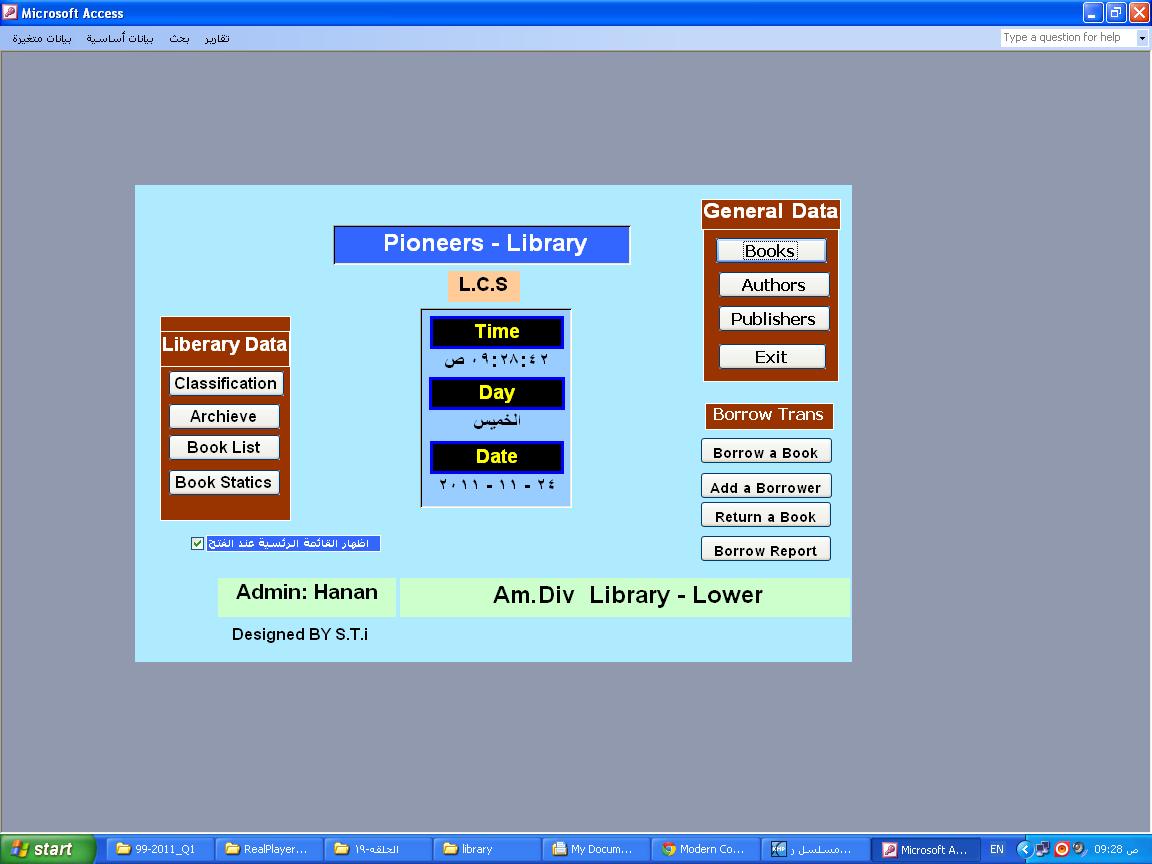 Microsoft Access
بيانات متغيرة بيانات أساسية بحث تقارير
Type a question for help
Pioneers - Library
L.C.S
Time
٠٩:٢٨:٤٢ ص
Day
الخميس
Date
٢٤ - ١١ - ٢٠١١
Liberary Data
Classification
Archieve
Book List
Book Statics
General Data
Books
Authors
Publishers
Exit
Borrow Trans
Borrow a Book
Add a Borrower
Return a Book
Borrow Report
اظهار القائمة الرئسية عند الفتح
Admin: Hanan
Am.Div Library - Lower
Designed BY S.T.i
start
99-2011_Q1
RealPlayer...
الحلقه-١٩
library
My Docum...
Modern Co...
مسلسل ر...
Microsoft A...
EN
09:28 ص